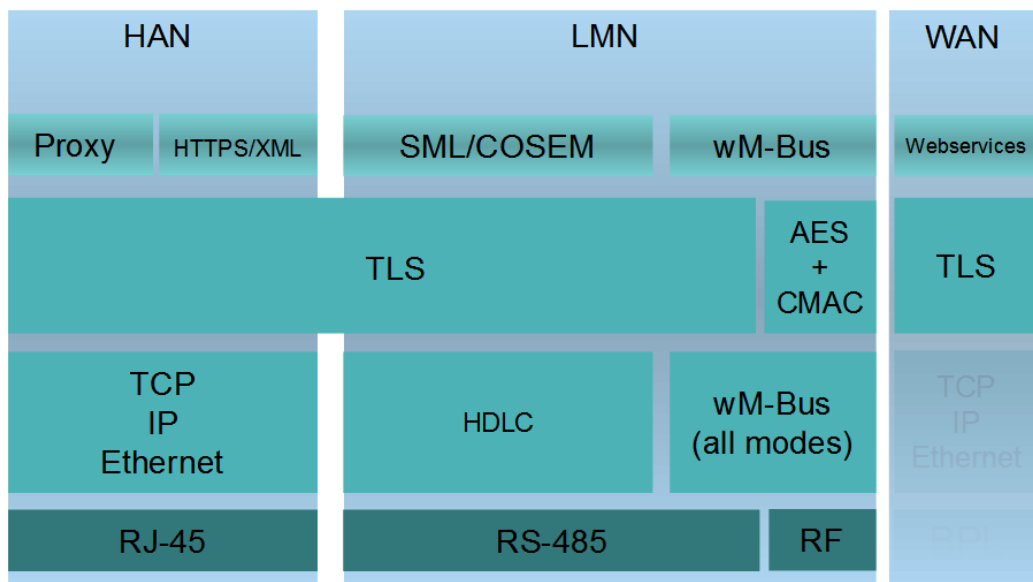 HAN
LMN
WAN
Proxy
HTTPS/XML
SML/COSEM
wM-Bus
Webservices
TLS
AES
+
CMAC
TLS
TCP
IP
Ethernet
HDLC
wM-Bus
(all modes)
TCP
IP
Ethernet
RJ-45
RS-485
RF